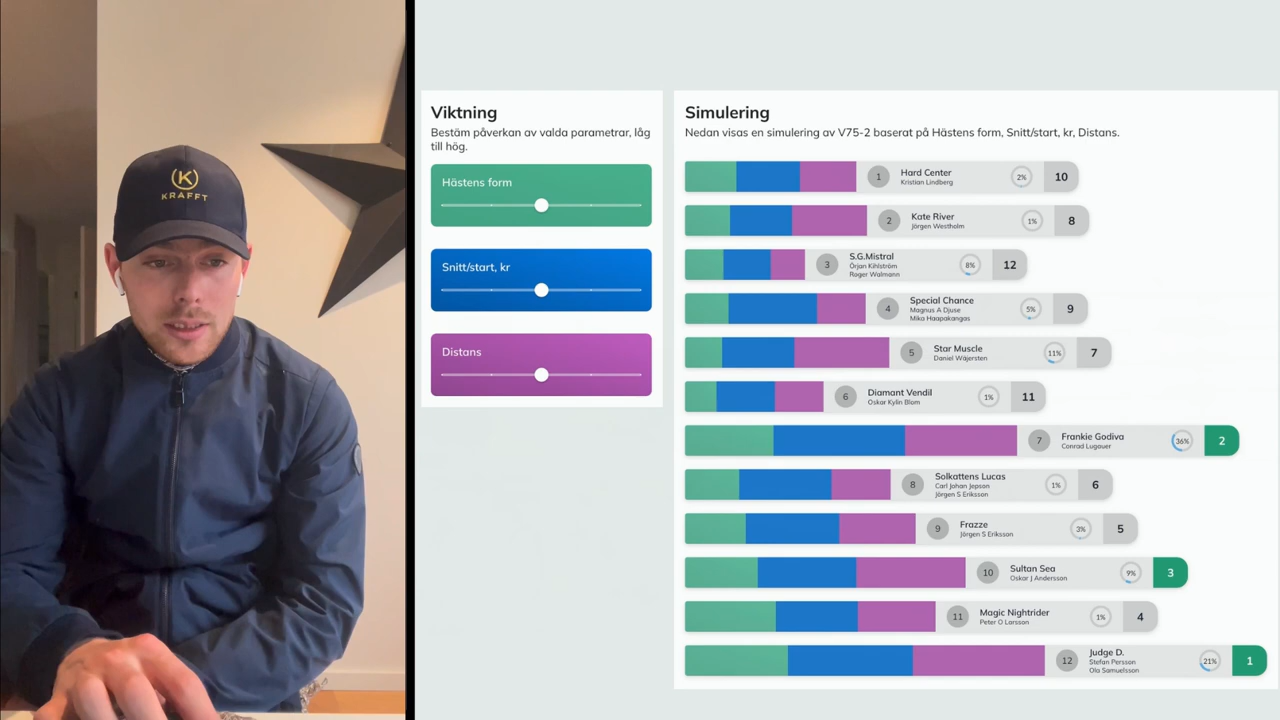 K
KRAFFT
Viktning
Bestäm påverkan av valda parametrar, låg
till hög.
Hästens form
Snitt/start, kr
Distans
Simulering
Nedan visas en simulering av V75-2 baserat på Hästens form, Snitt/start, kr, Distans.
1 Hard Center 2% 10
Kristian Lindberg
2 Kate River 1% 8
Jörgen Westholm
3 S.G.Mistral 8% 12
Örjan Kihlström
Roger Walmann
4 Special Chance 5% 9
Magnus A Djuse
Mika Haapakangas
5 Star Muscle 11% 7
Daniel Wäjersten
6 Diamant Vendil 1% 11
Oskar Kylin Blom
7 Frankie Godiva 36% 2
Conrad Lugauer
8 Solkattens Lucas 1% 6
Carl Johan Jepson
Jörgen S Eriksson
9 Frazze 3% 5
Jörgen S Eriksson
10 Sultan Sea 9% 3
Oskar J Andersson
11 Magic Nightrider 1% 4
Peter O Larsson
12 Judge D. 21% 1
Stefan Persson
Ola Samuelsson